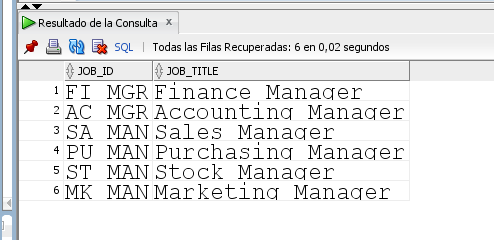 Resultado de la Consulta x
SQL | Todas las Filas Recuperadas: 6 en 0,02 segundos
JOB_ID JOB_TITLE
1 FI_MGR Finance Manager
2 AC_MGR Accounting Manager
3 SA_MAN Sales Manager
4 PU_MAN Purchasing Manager
5 ST_MAN Stock Manager
6 MK_MAN Marketing Manager